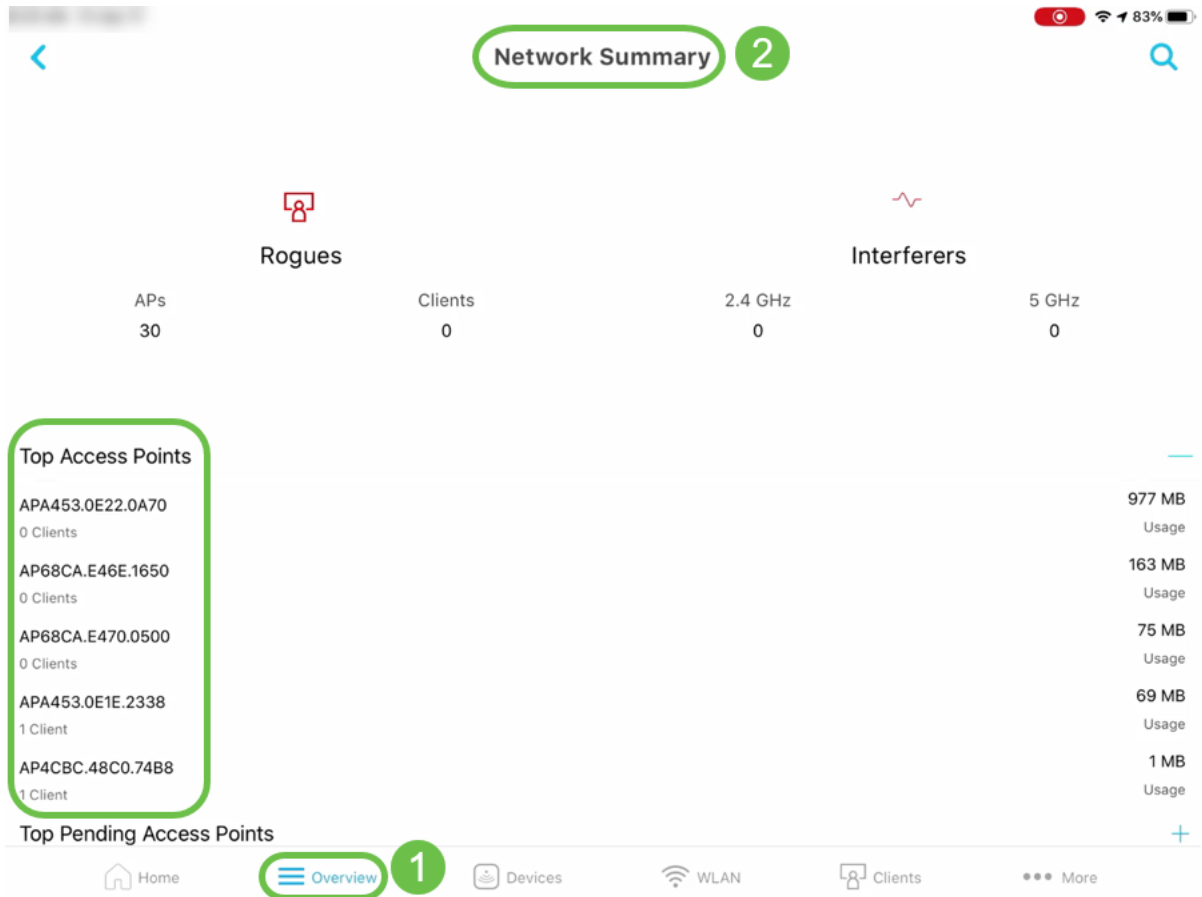 83%
Network Summary 2
Rogues Interferers
APs Clients 2.4 GHz 5 GHz
30 0 0 0
Top Access Points
APA453.0E22.0A70 977 MB
0 Clients Usage
AP68CA.E46E.1650 163 MB
0 Clients Usage
AP68CA.E470.0500 75 MB
0 Clients Usage
APA453.0E1E.2338 69 MB
1 Client Usage
AP4CBC.48C0.74B8 1 MB
1 Client Usage
Top Pending Access Points
Home Overview 1 Devices WLAN Clients More